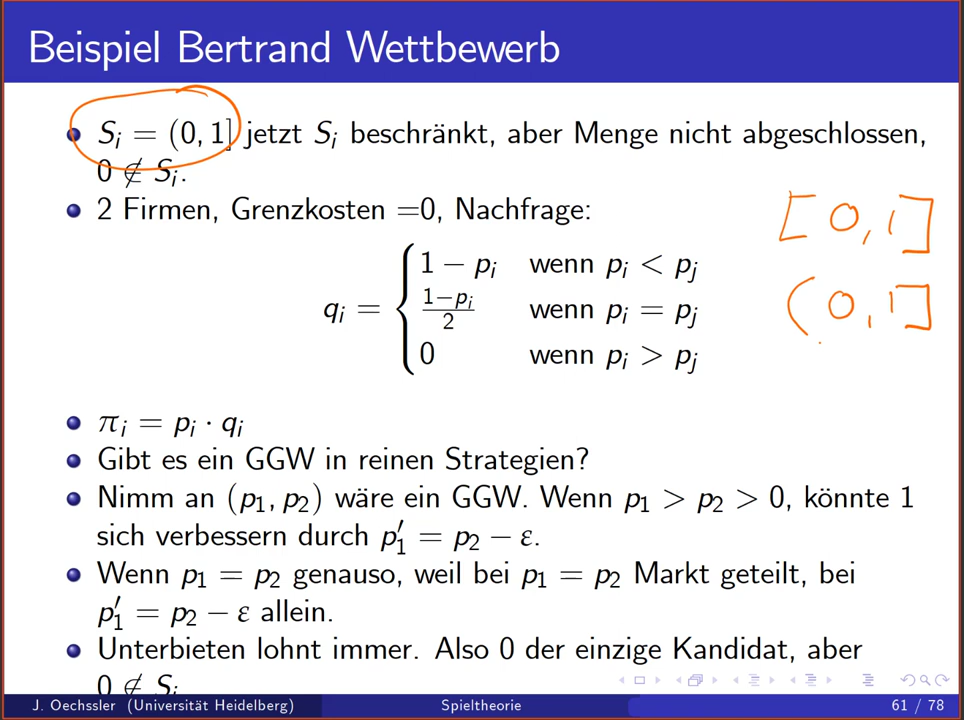 Beispiel Bertrand Wettbewerb
S_i = (0, 1] jetzt S_i beschränkt, aber Menge nicht abgeschlossen,
0 ∉ S_i.
2 Firmen, Grenzkosten =0, Nachfrage:
[0, 1]
(0, 1]
q_i = { 1 − p_i wenn p_i < p_j
(1−p_i)/2 wenn p_i = p_j
0 wenn p_i > p_j
π_i = p_i · q_i
Gibt es ein GGW in reinen Strategien?
Nimm an (p_1, p_2) wäre ein GGW. Wenn p_1 > p_2 > 0, könnte 1
sich verbessern durch p′_1 = p_2 − ε.
Wenn p_1 = p_2 genauso, weil bei p_1 = p_2 Markt geteilt, bei
p′_1 = p_2 − ε allein.
Unterbieten lohnt immer. Also 0 der einzige Kandidat, aber
0 ∉ S_i
J. Oechssler (Universität Heidelberg) Spieltheorie 61 / 78